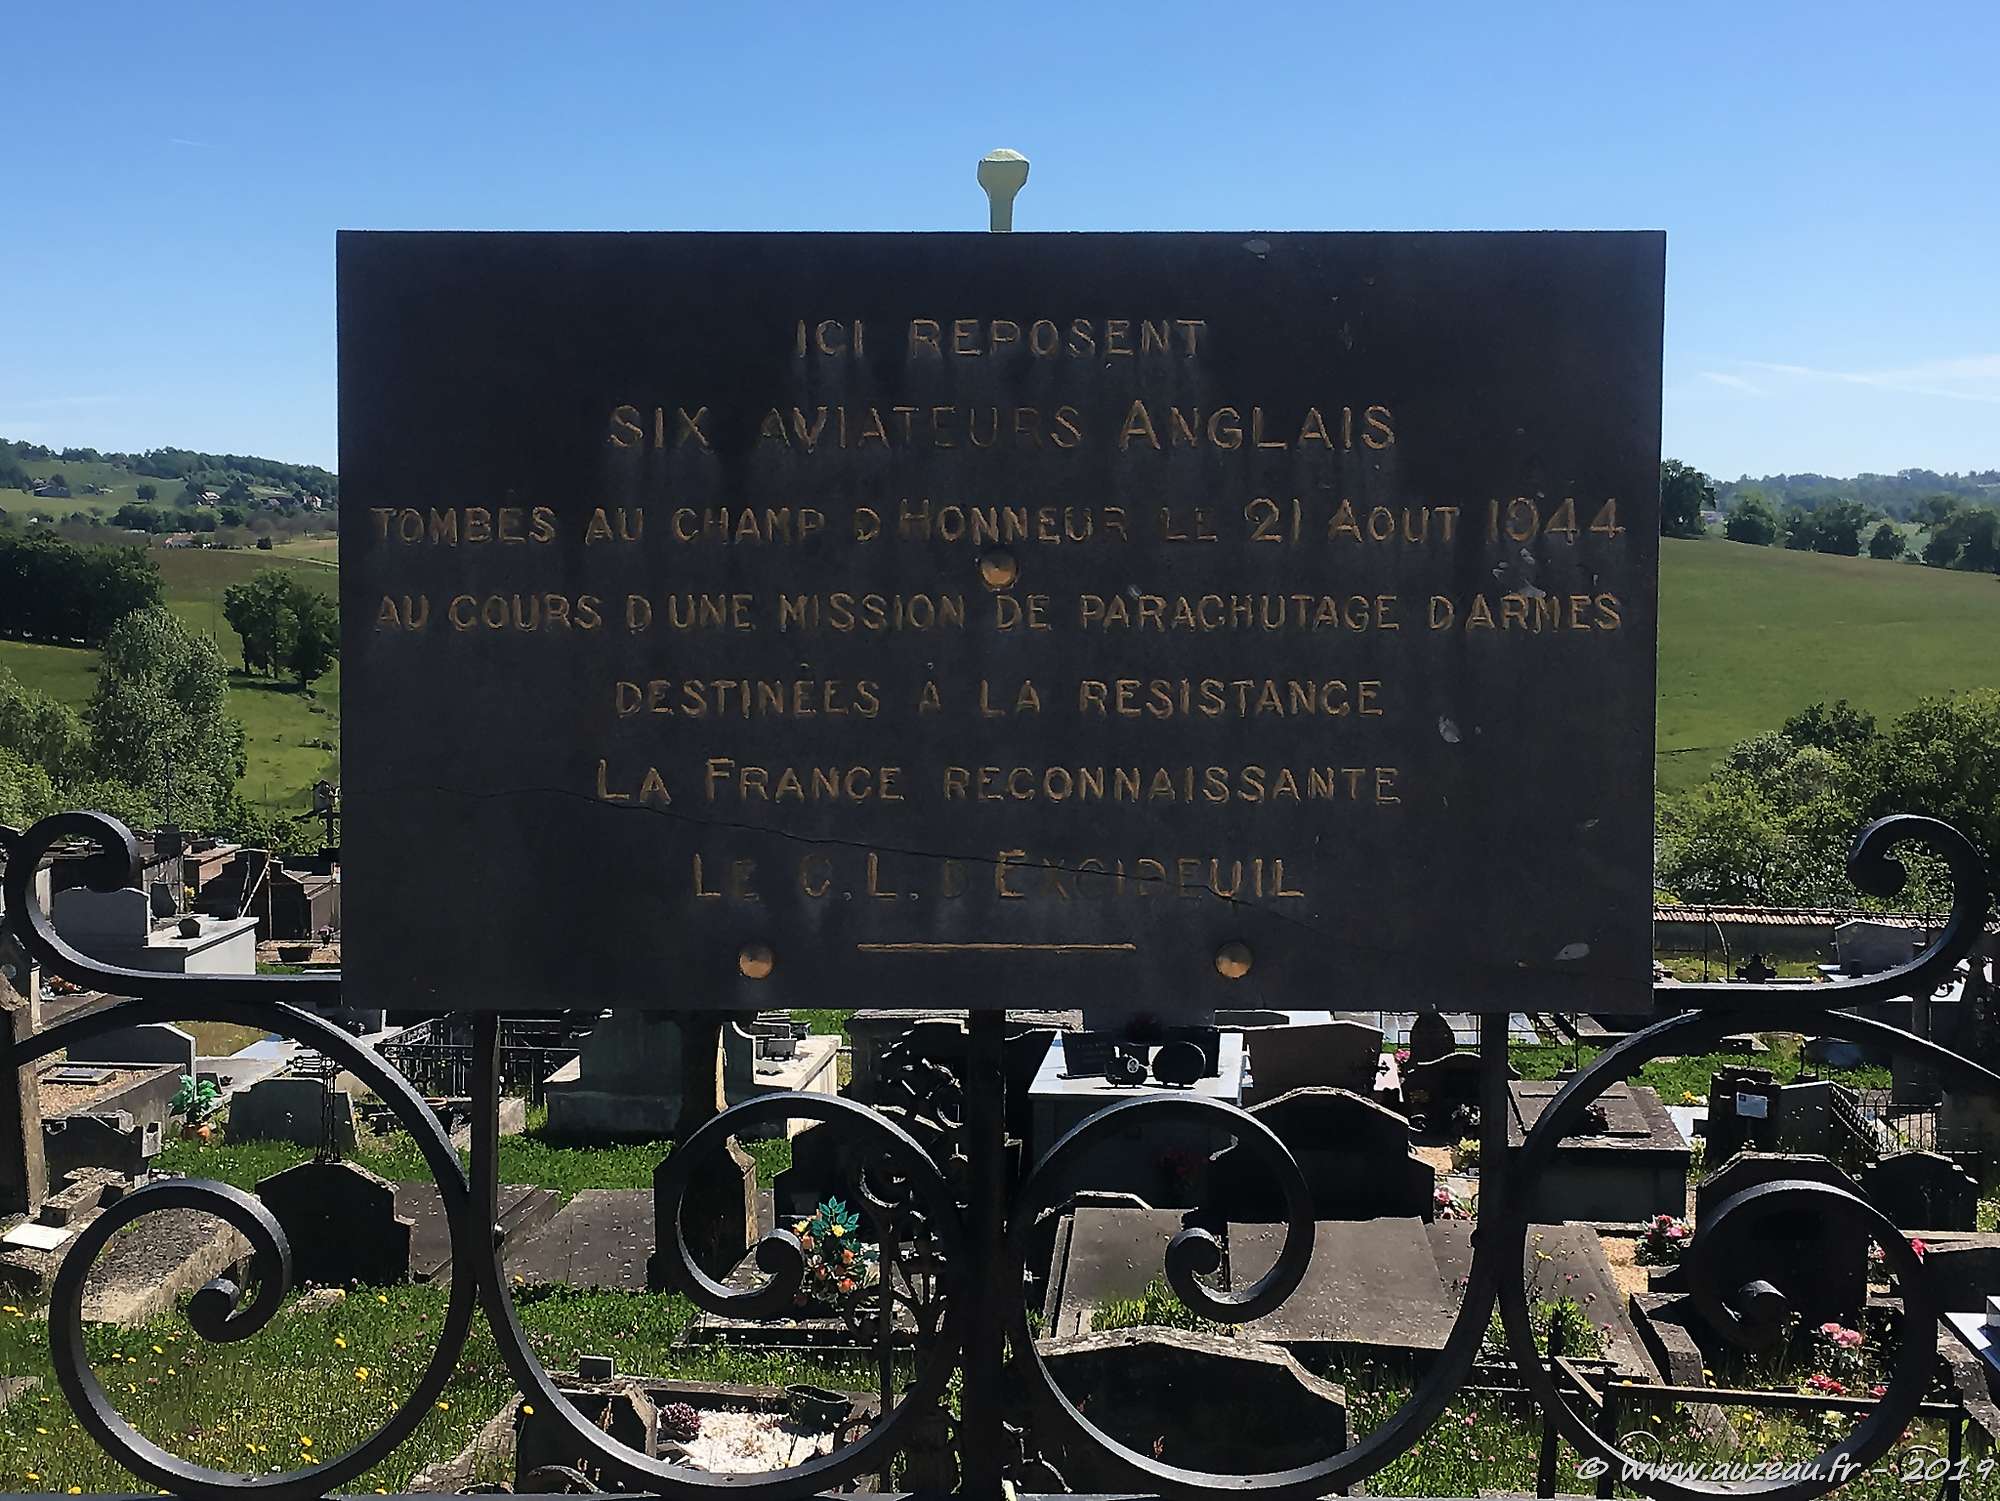 ICI REPOSENT
SIX AVIATEURS ANGLAIS
TOMBES AU CHAMP D HONNEUR LE 21 AOUT 1944
AU COURS D UNE MISSION DE PARACHUTAGE D ARMES
DESTINÉES À LA RESISTANCE
LA FRANCE RECONNAISSANTE
LE C.L. D EXCIDEUIL
© www.auzeau.fr - 2019